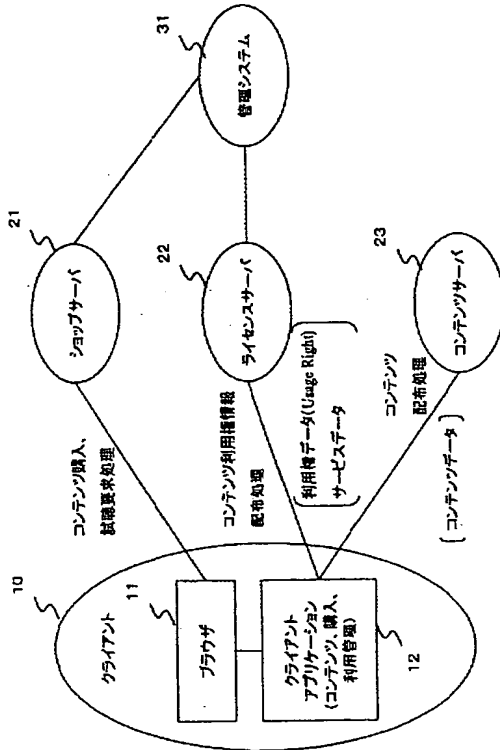 10
クライアント
11
ブラウザ
クライアント
アプリケーション
(コンテンツ、購入、
利用管理)
12
コンテンツ購入、
試聴要求処理
コンテンツ利用権情報
配布処理
利用権データ(Usage Right)
サービスデータ
コンテンツ
配布処理
コンテンツデータ
21
ショップサーバ
22
ライセンスサーバ
23
コンテンツサーバ
31
管理システム